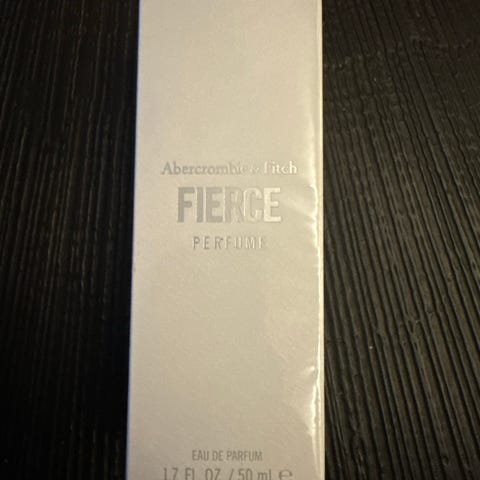 Abercrombie & Fitch
FIERCE
PERFUME
EAU DE PARFUM
1.7 FL OZ / 50 ml ℮